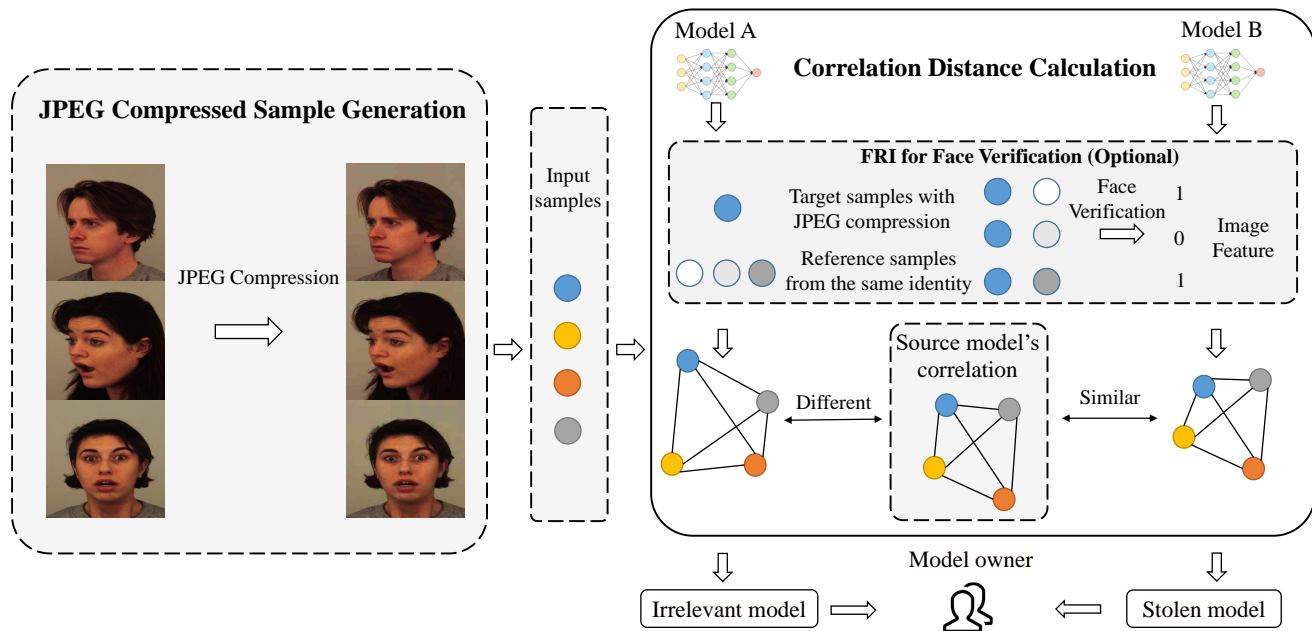 JPEG Compressed Sample Generation
JPEG Compression
Input
samples
Model A
Model B
Correlation Distance Calculation
FRI for Face Verification (Optional)
Target samples with
JPEG compression
Reference samples
from the same identity
Face
Verification
1
0
1
Image
Feature
Source model's
correlation
Different
Similar
Model owner
Irrelevant model
Stolen model